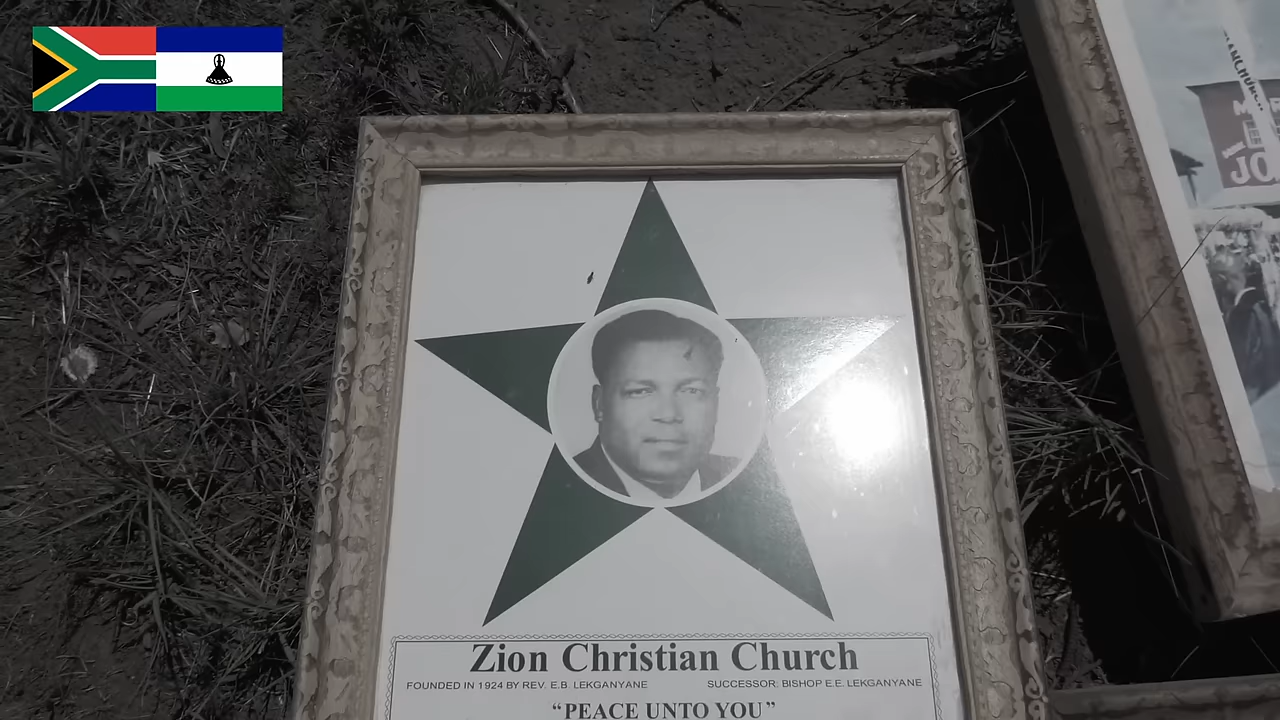 Zion Christian Church
FOUNDED IN 1924 BY REV. E.B. LEKGANYANE SUCCESSOR: BISHOP E.E. LEKGANYANE
“PEACE UNTO YOU”